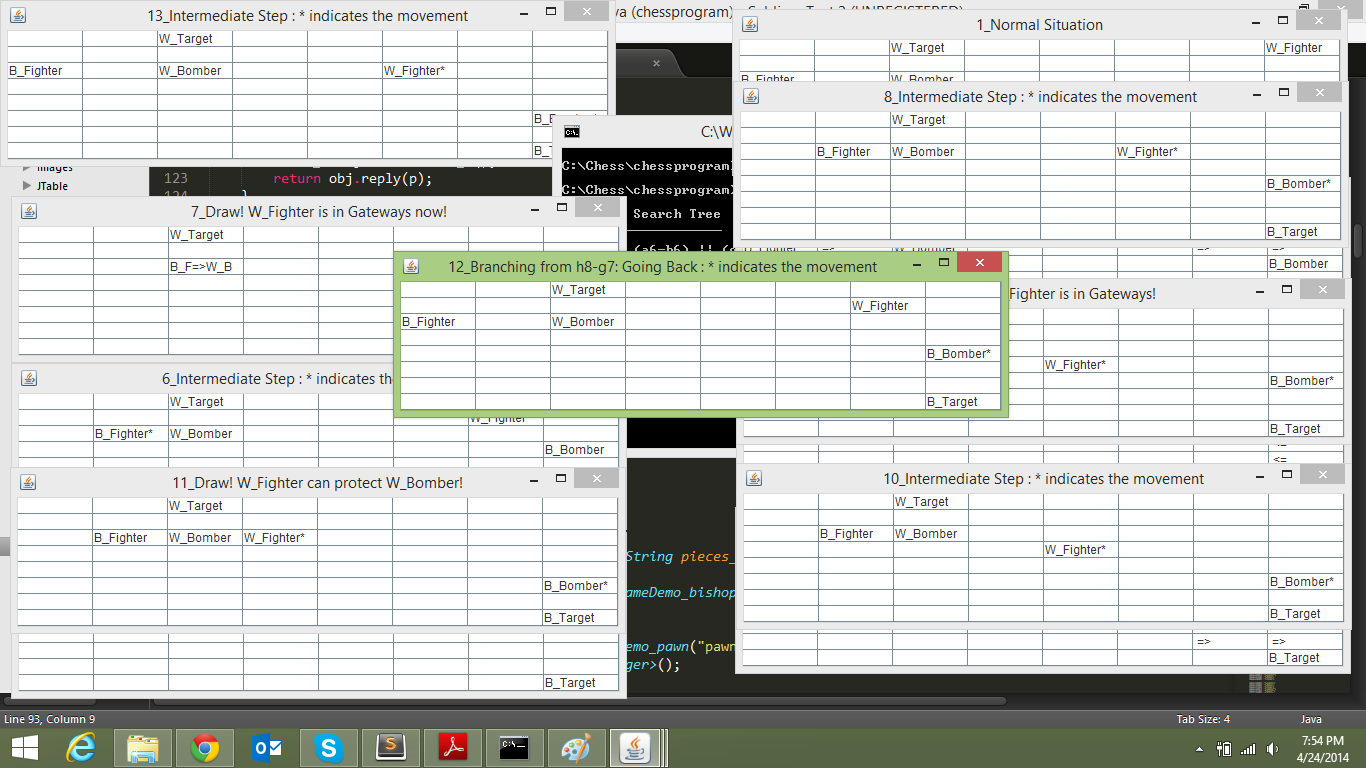 13_Intermediate Step : * indicates the movement
W_Target
B_Fighter W_Bomber W_Fighter*
va (chessprogram)
(UNREGISTERED)
1_Normal Situation
W_Target W_Fighter
B_Fighter W_Bomber
8_Intermediate Step : * indicates the movement
W_Target
B_Fighter W_Bomber W_Fighter*
B_Bomber*
B_Target
C:\W
C:\Chess\chessprogram
C:\Chess\chessprogram
Search Tree
images
JTable
123 return obj.reply(p);
124 }
7_Draw! W_Fighter is in Gateways now!
W_Target
B_F=>W_B
=> =>
B_Bomber
12_Branching from h8-g7: Going Back : * indicates the movement
W_Target
W_Fighter
B_Fighter W_Bomber
B_Bomber*
B_Target
Fighter is in Gateways!
W_Fighter*
B_Bomber*
B_Target
<=
<=
6_Intermediate Step : * indicates the
W_Target
W_Fighter
B_Fighter* W_Bomber
B_Bomber
11_Draw! W_Fighter can protect W_Bomber!
W_Target
B_Fighter W_Bomber W_Fighter*
B_Bomber*
B_Target
B_Target
10_Intermediate Step : * indicates the movement
W_Target
B_Fighter W_Bomber
W_Fighter*
B_Bomber*
B_Target
=> =>
B_Target
String pieces_
ameDemo_bishop
emo_pawn("pawn
ger>();
Line 93, Column 9
Tab Size: 4
Java
7:54 PM
4/24/2014